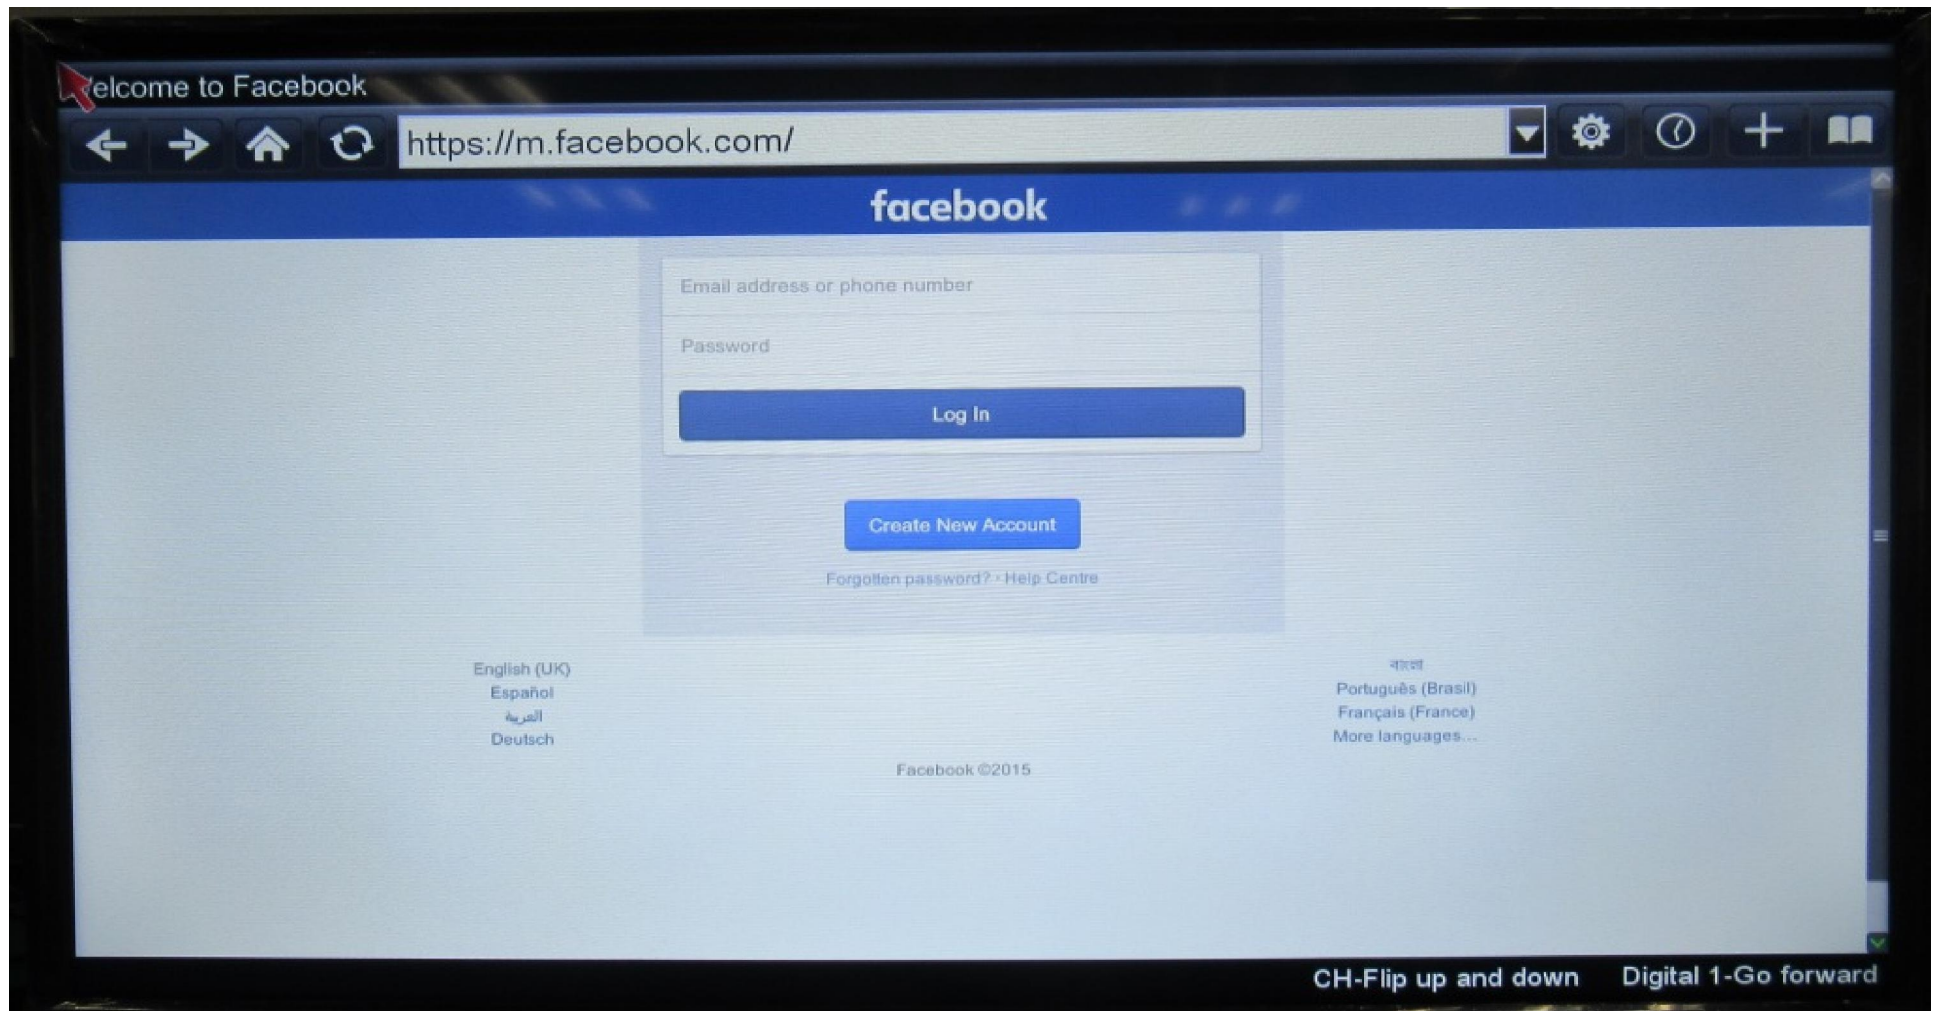 elcome to Facebook
https://m.facebook.com/
facebook
Email address or phone number
Password
Log In
Create New Account
Forgotten password? · Help Centre
English (UK)
Español
العربية
Deutsch
বাংলা
Português (Brasil)
Français (France)
More languages...
Facebook ©2015
CH-Flip up and down Digital 1-Go forward